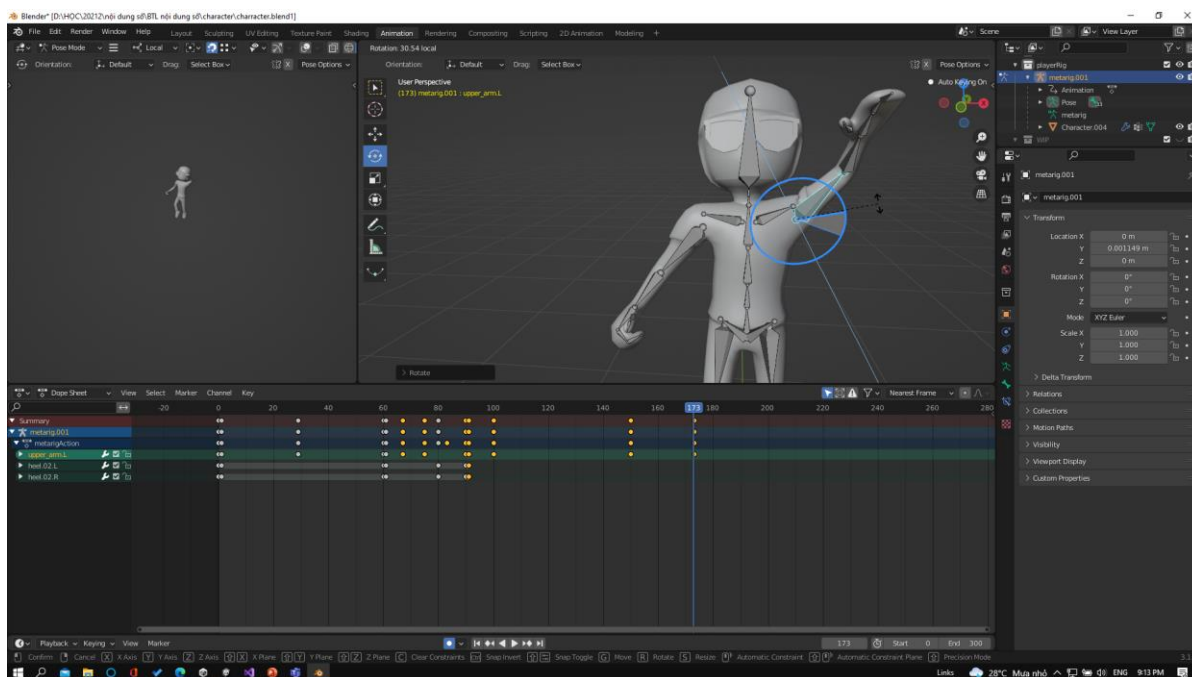 Blender* [D:\HỌC\20212\nội dung số\BTL nội dung số\character\charracter.blend1]
File Edit Render Window Help Layout Sculpting UV Editing Texture Paint Shading Animation Rendering Compositing Scripting 2D Animation Modeling + Scene View Layer
Pose Mode Local Rotation: 30.54 local
Orientation: Default Drag: Select Box Pose Options Orientation: Default Drag: Select Box Pose Options
User Perspective
(173) metarig.001 : upper_arm.L
Auto Keying On
playerRig
metarig.001
Animation
Pose
metarig
Character.004
metarig.001
metarig.001
Transform
Location X 0 m
Y 0.001149 m
Z 0 m
Rotation X 0°
Y 0°
Z 0°
Mode XYZ Euler
Scale X 1.000
Y 1.000
Z 1.000
Delta Transform
Relations
Collections
Motion Paths
Visibility
Viewport Display
Custom Properties
Rotate
Dope Sheet View Select Marker Channel Key Nearest Frame
-20 0 20 40 60 80 100 120 140 160 173 180 200 220 240 260 280
Summary
metarig.001
metarigAction
upper_arm.L
heel.02.L
heel.02.R
Playback Keying View Marker 173 Start 0 End 300
Confirm Cancel X X Axis Y Y Axis Z Z Axis X X Plane Y Y Plane Z Z Plane C Clear Constraints Snap Invert Snap Toggle G Move R Rotate S Resize Automatic Constraint Automatic Constraint Plane Precision Mode
Links 28°C Mưa nhỏ ENG 9:13 PM